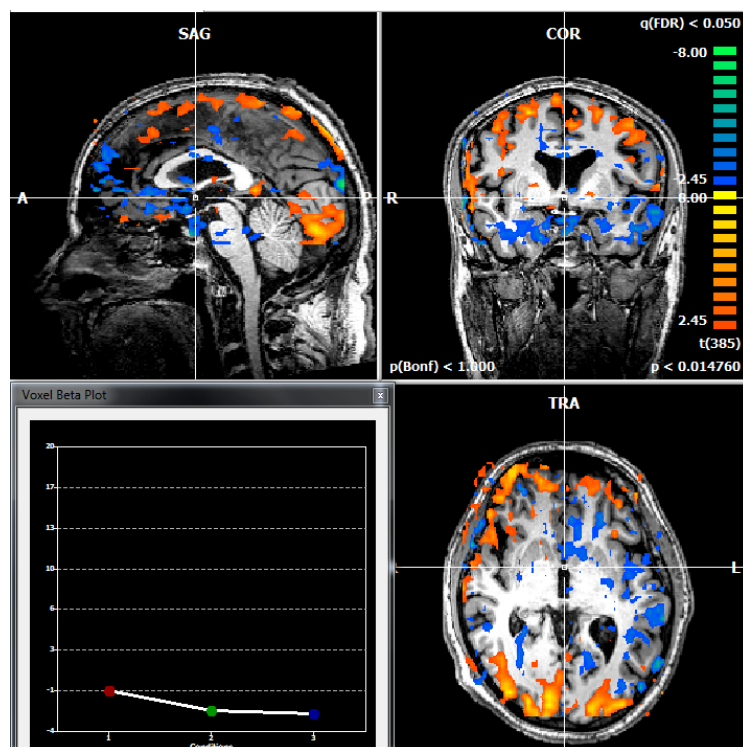 SAG
COR
q(FDR) < 0.050
-8.00
-2.45
8.00
2.45
t(385)
p < 0.014760
A
P
R
p(Bonf) < 1.000
Voxel Beta Plot
x
TRA
L
20
17
13
10
6
3
-1
-4
1
2
3
Conditions